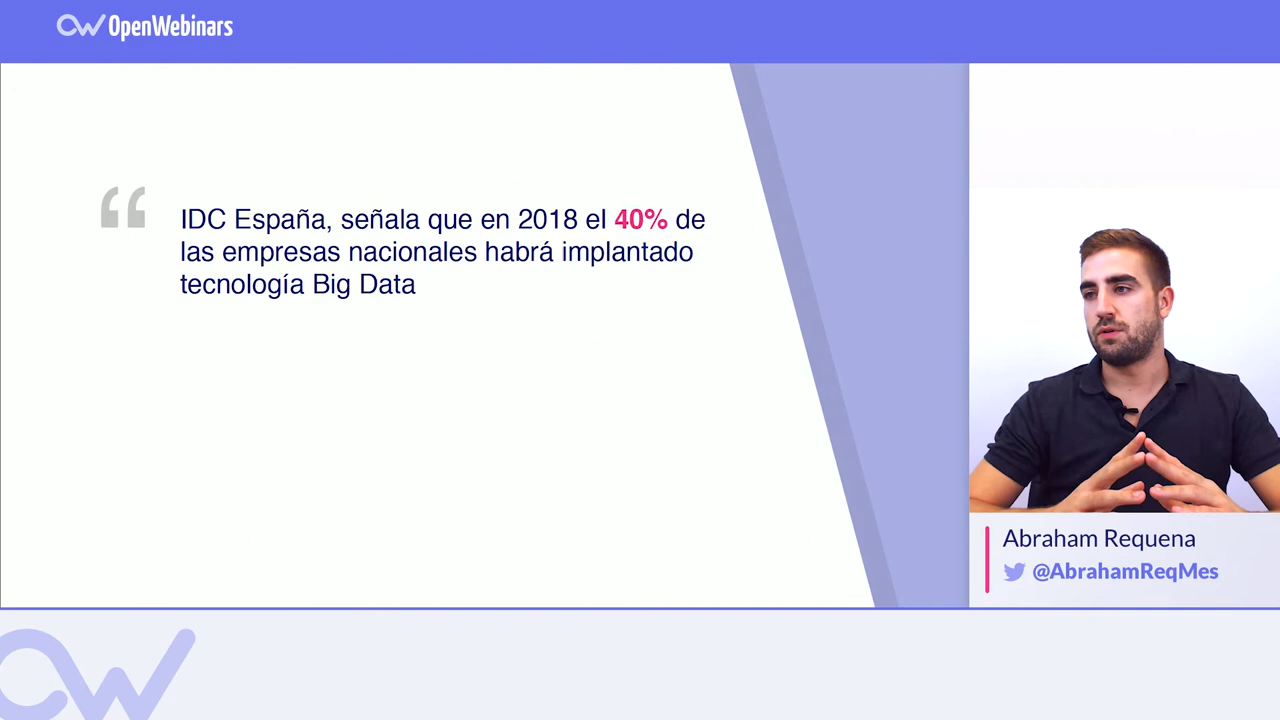 OpenWebinars
“
IDC España, señala que en 2018 el 40% de
las empresas nacionales habrá implantado
tecnología Big Data
Abraham Requena
@AbrahamReqMes